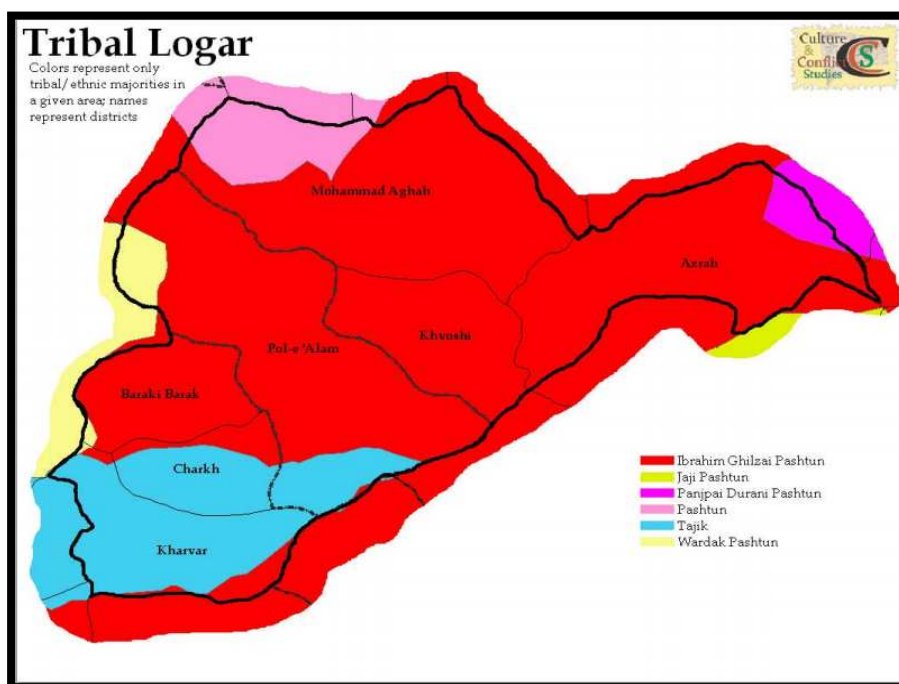 Tribal Logar
Colors represent only
tribal/ethnic majorities in
a given area; names
represent districts
Culture
& Conflict
Studies
CCS
Mohammad Aghah
Azrah
Khvoshi
Pol-e 'Alam
Baraki Barak
Charkh
Kharvar
Ibrahim Ghilzai Pashtun
Jaji Pashtun
Panjpai Durani Pashtun
Pashtun
Tajik
Wardak Pashtun